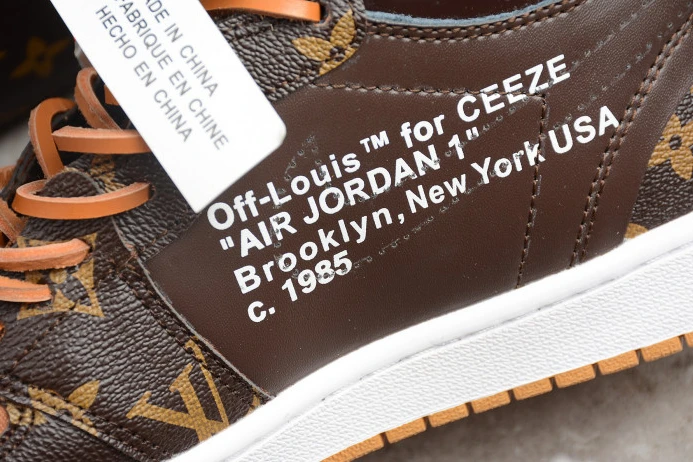 MADE IN CHINA
FABRIQUE EN CHINE
HECHO EN CHINA
Off-Louis™ for CEEZE
"AIR JORDAN 1"
Brooklyn, New York USA
c. 1985